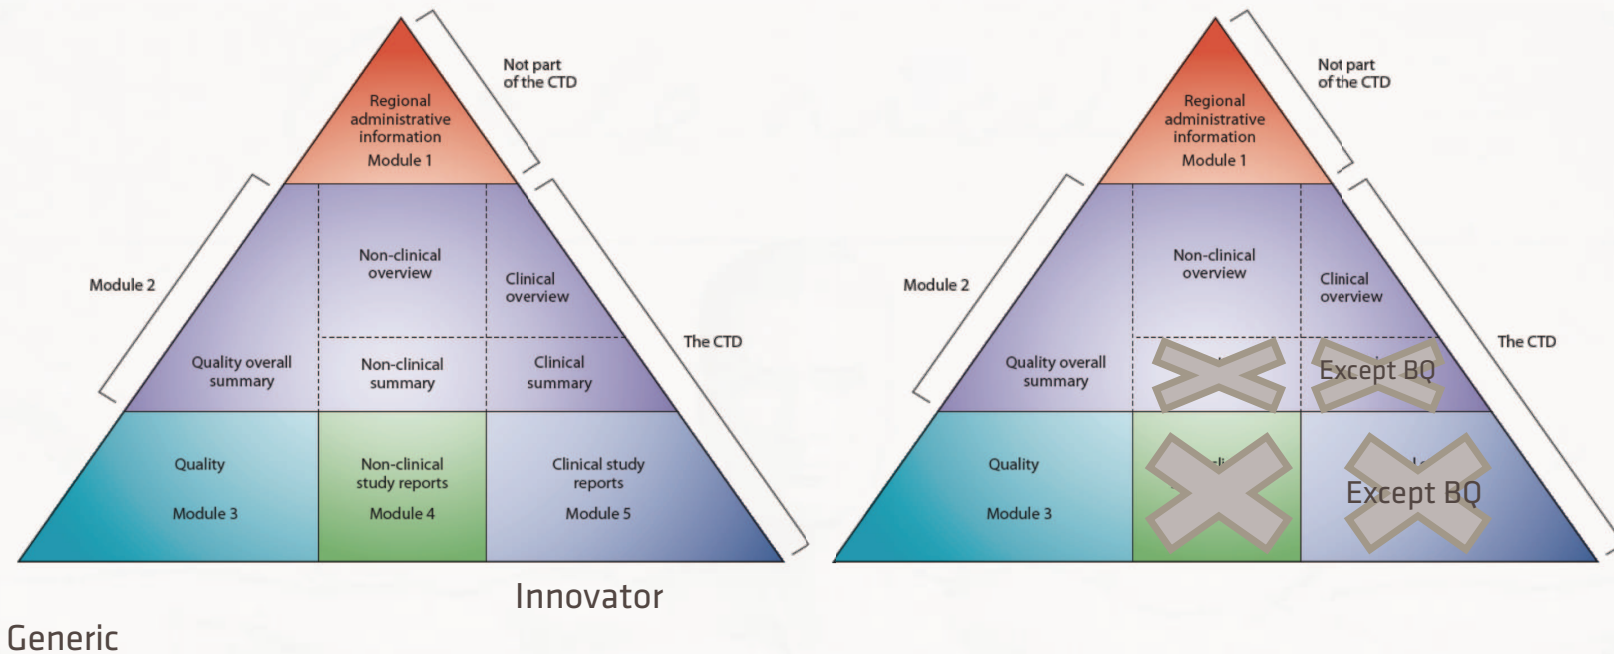 Not part
of the CTD
Regional
administrative
information
Module 1
Module 2
Non-clinical
overview
Clinical
overview
The CTD
Quality overall
summary
Non-clinical
summary
Clinical
summary
Quality
Module 3
Non-clinical
study reports
Module 4
Clinical study
reports
Module 5
Not part
of the CTD
Regional
administrative
information
Module 1
Module 2
Non-clinical
overview
Clinical
overview
The CTD
Quality overall
summary
Except BQ
Quality
Module 3
Except BQ
Innovator
Generic